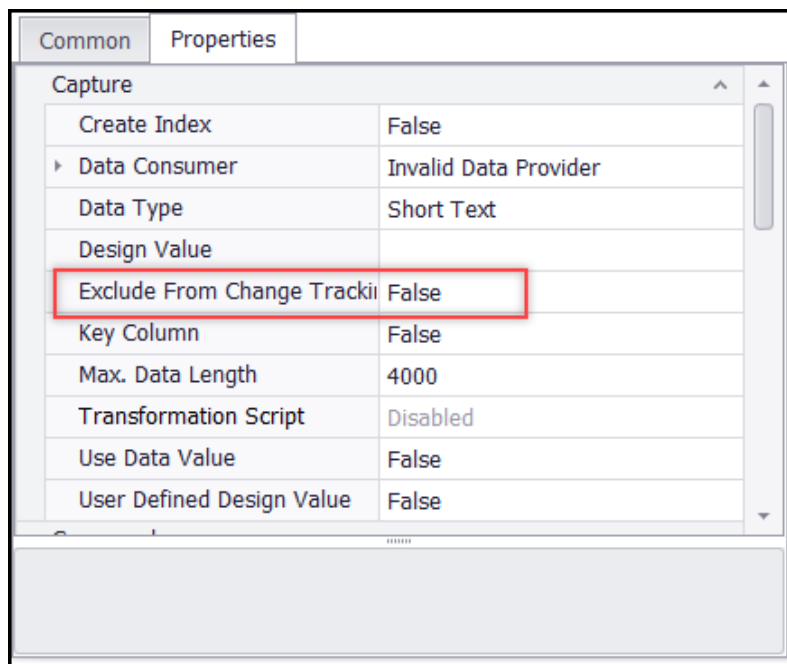 Common Properties
Capture
Create Index False
Data Consumer Invalid Data Provider
Data Type Short Text
Design Value
Exclude From Change Tracki False
Key Column False
Max. Data Length 4000
Transformation Script Disabled
Use Data Value False
User Defined Design Value False